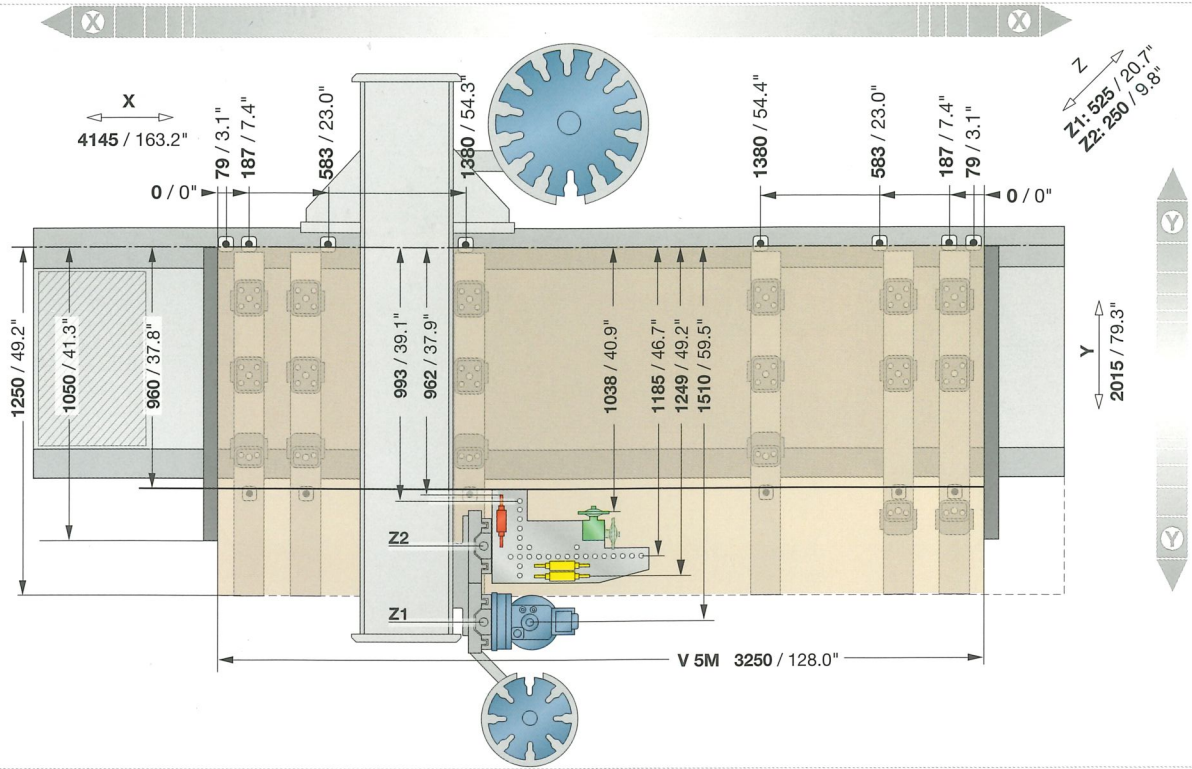 X
X
X
4145 / 163.2"
79 / 3.1"
187 / 7.4"
583 / 23.0"
1380 / 54.3"
1380 / 54.4"
583 / 23.0"
187 / 7.4"
79 / 3.1"
Z
Z1: 525 / 20.7"
Z2: 250 / 9.8"
0 / 0"
0 / 0"
Y
1250 / 49.2"
1050 / 41.3"
960 / 37.8"
993 / 39.1"
962 / 37.9"
1038 / 40.9"
1185 / 46.7"
1249 / 49.2"
1510 / 59.5"
Y
2015 / 79.3"
Z2
Y
Z1
V 5M 3250 / 128.0"